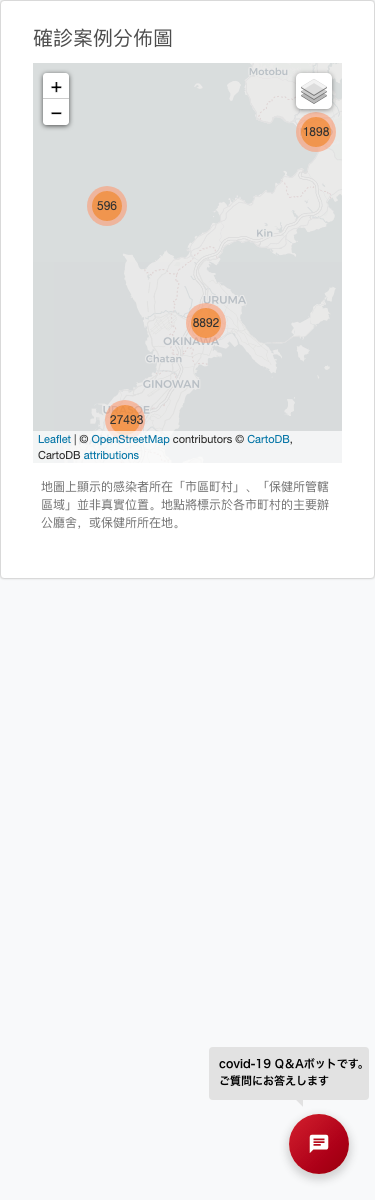 確診案例分佈圖
Motobu
+
−
1898
596
Kin
URUMA
8892
OKINAWA
Chatan
GINOWAN
27493
Leaflet | © OpenStreetMap contributors © CartoDB,
CartoDB attributions
地圖上顯示的感染者所在「市區町村」、「保健所管轄
區域」並非真實位置。地點將標示於各市町村的主要辦
公廳舍，或保健所所在地。
covid-19 Q&Aボットです。
ご質問にお答えします